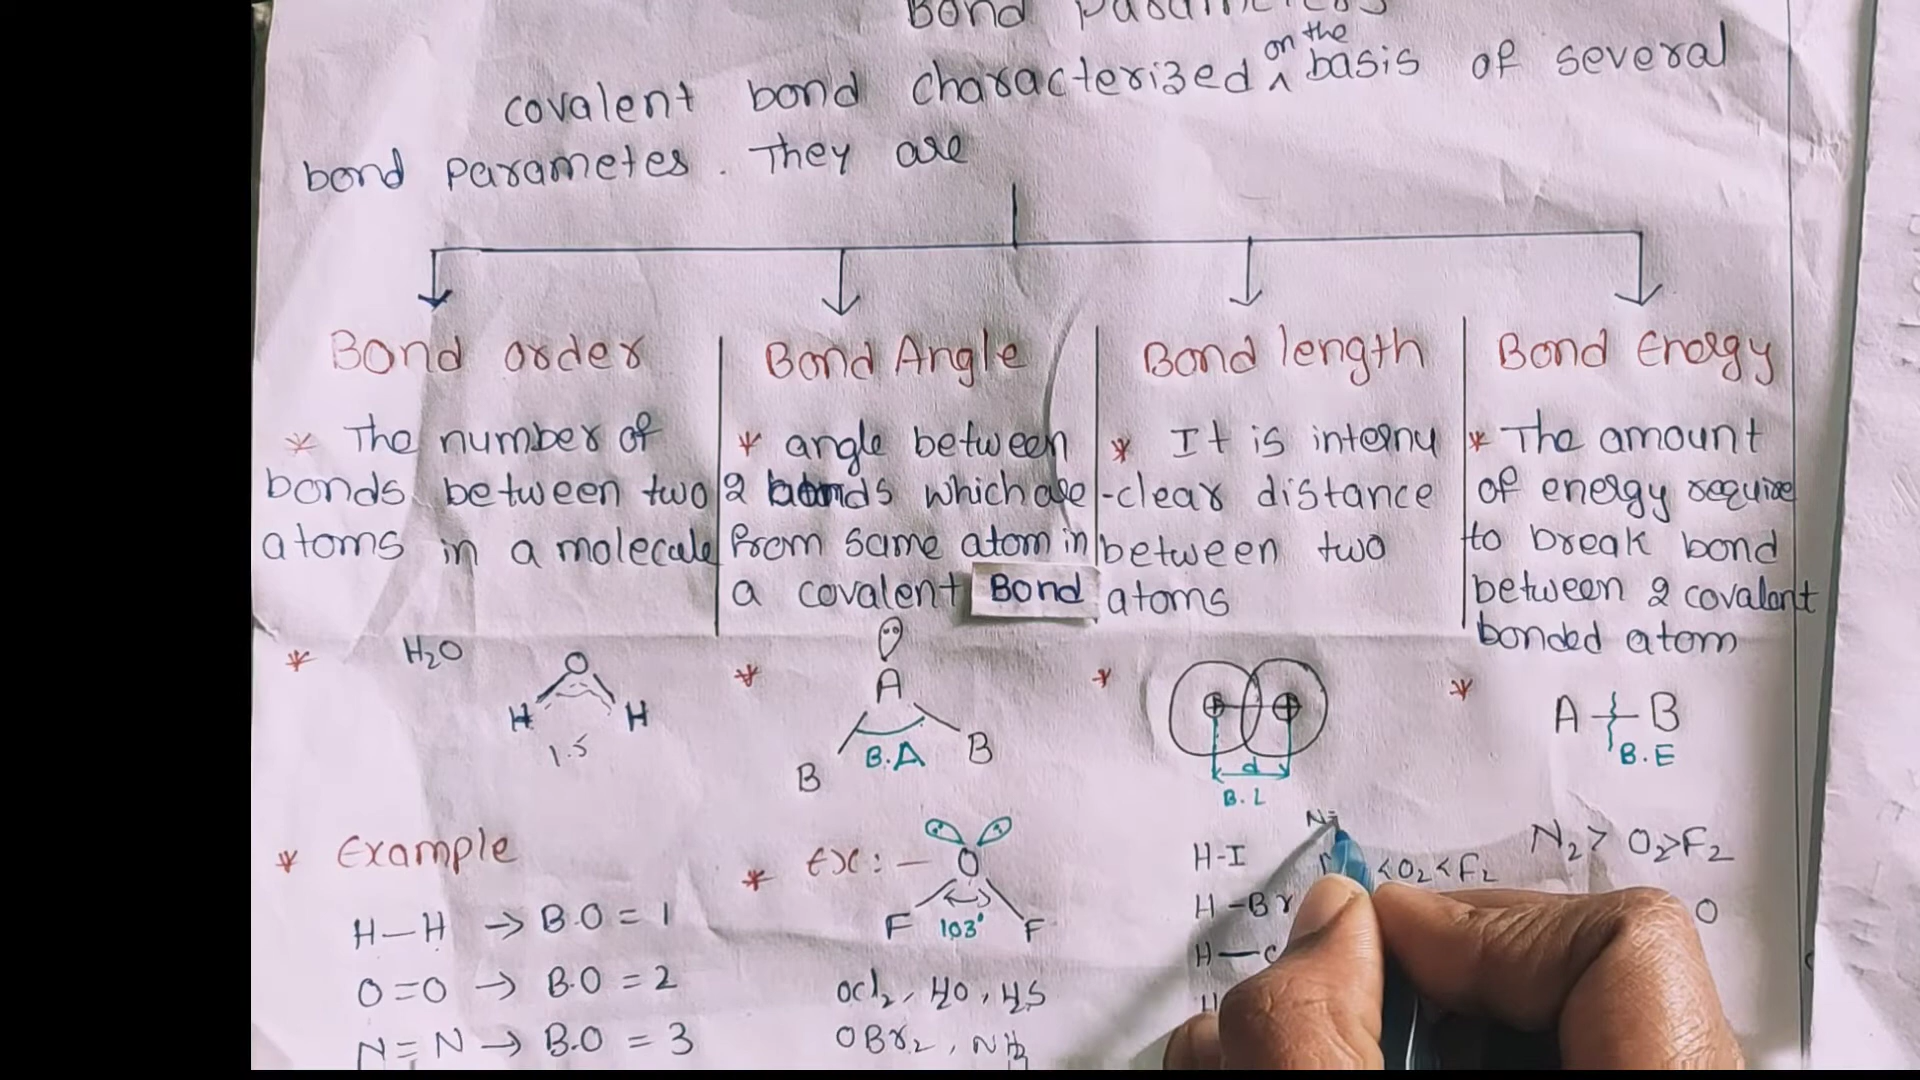 Bond Parameters
covalent bond characterized on the basis of several
bond Parametes. They are
Bond order
* The number of
bonds between two
atoms in a molecule
Bond Angle
* angle between
2 bonds which are
from same atom in
a covalent Bond
Bond length
* It is internu
-clear distance
between two
atoms
Bond Energy
* The amount
of energy require
to break bond
between 2 covalent
bonded atom
* H₂O
O
H H
1.5
* A
B.A
B B
* d
B.L
* A B
B.E
* Example
H—H → B.O = 1
O=O → B.O = 2
N≡N → B.O = 3
* Ex:- O
F 103° F
OCl₂, H₂O, H₂S
OBr₂, NH₃
N=
H-I
<O₂<F₂
H-Br
H—C
H
N₂> O₂>F₂
O